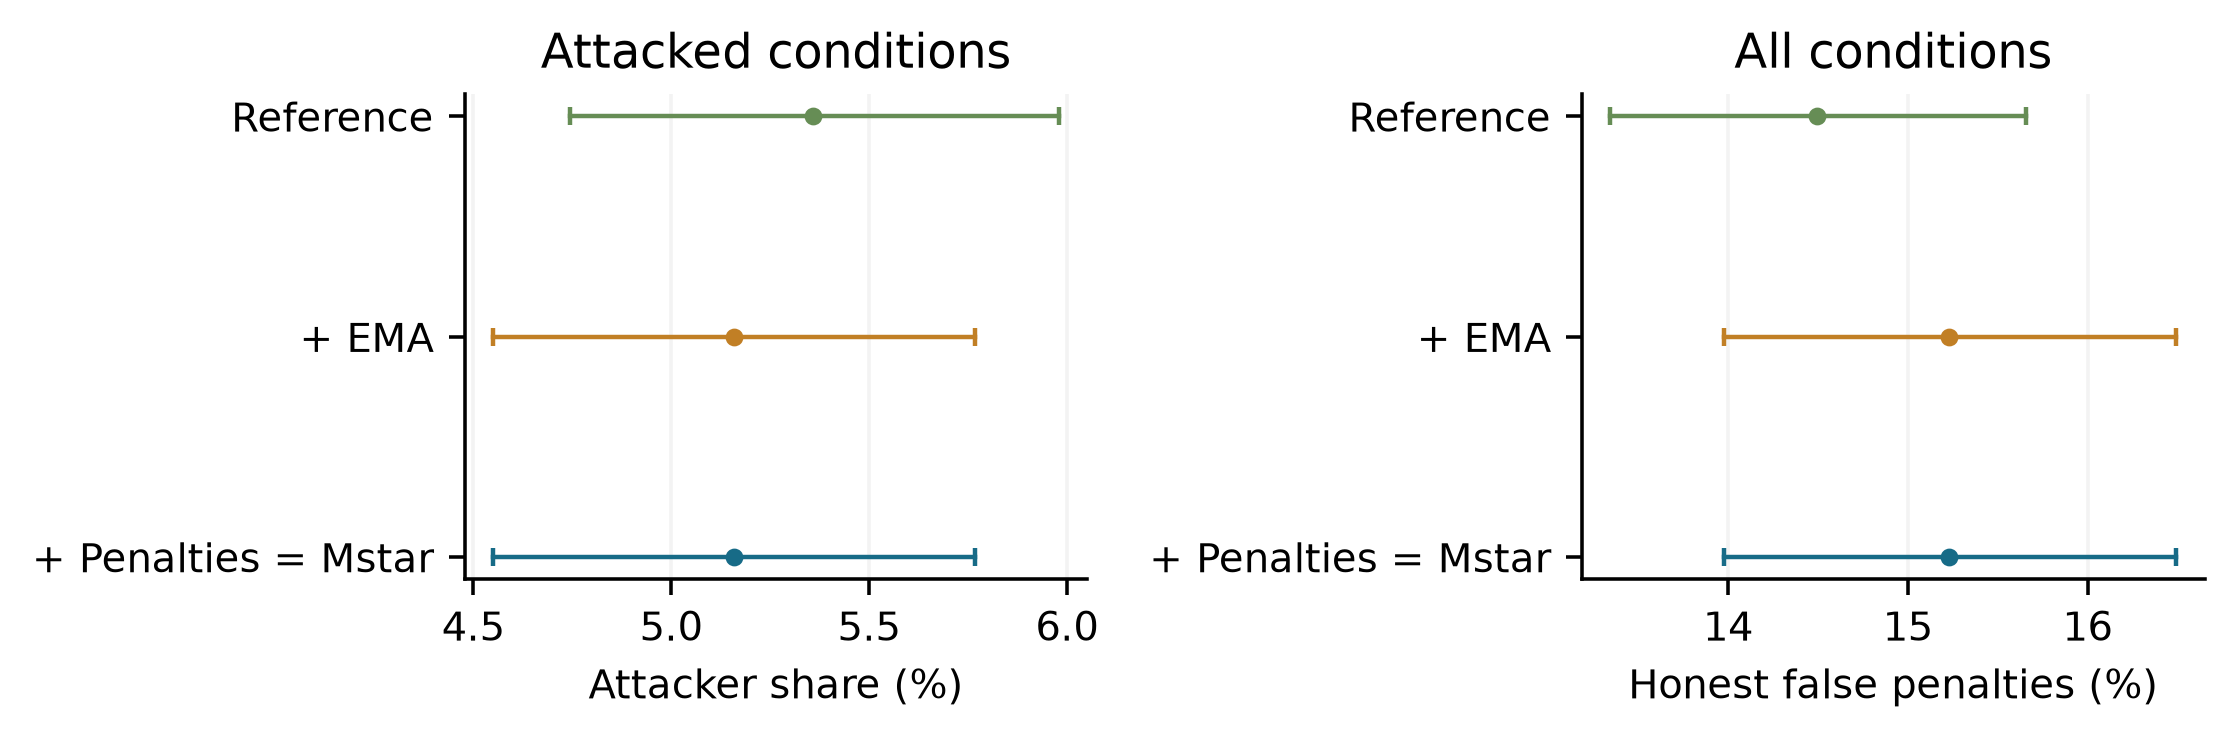 Attacked conditions
Reference
+ EMA
+ Penalties = Mstar
4.5 5.0 5.5 6.0
Attacker share (%)
All conditions
Reference
+ EMA
+ Penalties = Mstar
14 15 16
Honest false penalties (%)